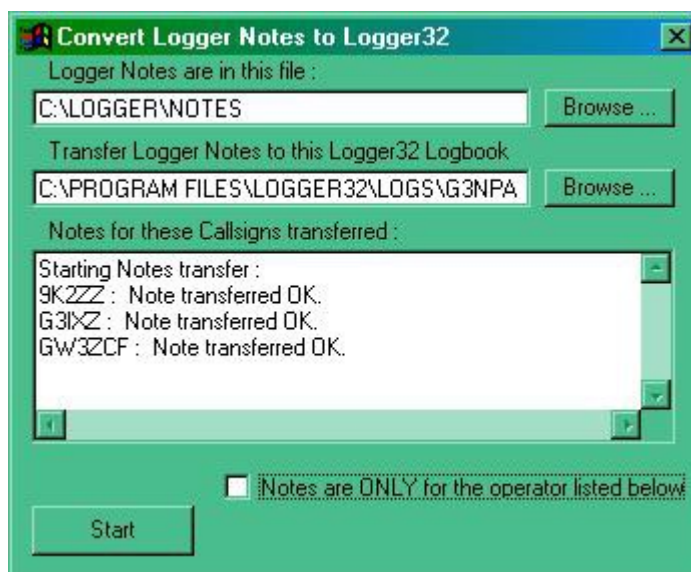 Convert Logger Notes to Logger32
Logger Notes are in this file :
C:\LOGGER\NOTES
Browse ...
Transfer Logger Notes to this Logger32 Logbook
C:\PROGRAM FILES\LOGGER32\LOGS\G3NPA
Browse ...
Notes for these Callsigns transferred :
Starting Notes transfer :
9K2ZZ :  Note transferred OK.
G3IXZ :  Note transferred OK.
GW3ZCF :  Note transferred OK.
Notes are ONLY for the operator listed below
Start